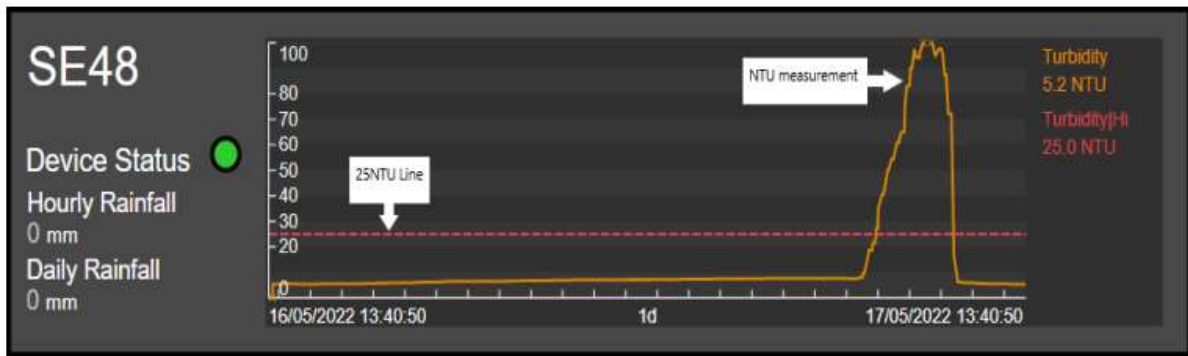 SE48
Device Status
Hourly Rainfall
0 mm
Daily Rainfall
0 mm
100
80
70
60
50
40
30
20
0
25NTU Line
NTU measurement
16/05/2022 13:40:50
1d
17/05/2022 13:40:50
Turbidity
5.2 NTU
Turbidity|Hi
25.0 NTU